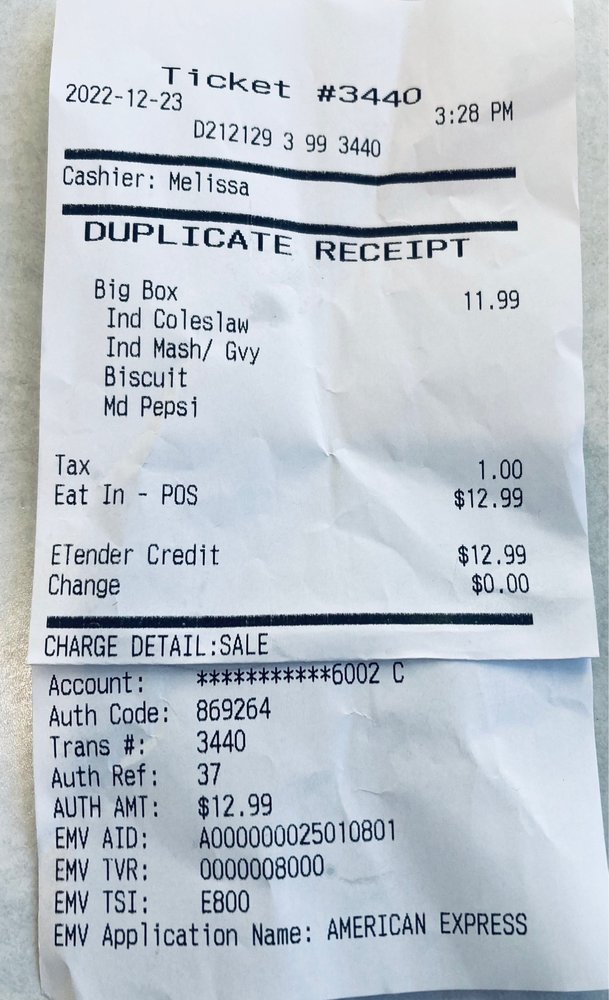 Ticket #3440
2022-12-23 3:28 PM
D212129 3 99 3440
Cashier: Melissa
DUPLICATE RECEIPT
Big Box 11.99
Ind Coleslaw
Ind Mash/ Gvy
Biscuit
Md Pepsi
Tax 1.00
Eat In - POS $12.99
ETender Credit $12.99
Change $0.00
CHARGE DETAIL:SALE
Account: ***********6002 C
Auth Code: 869264
Trans #: 3440
Auth Ref: 37
AUTH AMT: $12.99
EMV AID: A000000025010801
EMV TVR: 0000008000
EMV TSI: E800
EMV Application Name: AMERICAN EXPRESS